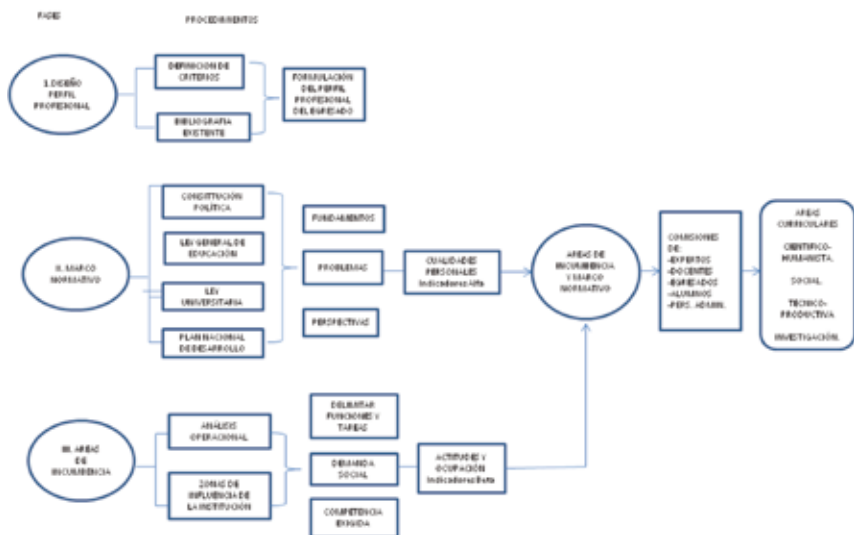 FASES
PROCEDIMIENTOS
I.DISEÑO
PERFIL
PROFESIONAL
DEFINICION DE
CRITERIOS
BIBLIOGRAFIA
EXISTENTE
FORMULACIÓN
DEL PERFIL
PROFESIONAL
DEL EGRESADO
II. MARCO
NORMATIVO
CONSTITUCIÓN
POLÍTICA
LEY GENERAL DE
EDUCACIÓN
LEY
UNIVERSITARIA
PLAN NACIONAL
DE DESARROLLO
FUNDAMENTOS
PROBLEMAS
PERSPECTIVAS
CUALIDADES
PERSONALES
Indicadores Alfa
AREAS DE
INCUMBENCIA
Y MARCO
NORMATIVO
COMISIONES
DE:
-EXPERTOS
-DOCENTES
-EGRESADOS
-ALUMNOS
-PERS. ADMIN.
AREAS
CURRICULARES
CIENTIFICO-
HUMANISTA.
SOCIAL
TECNICO-
PRODUCTIVA
INVESTIGACIÓN.
III. AREAS
DE
INCUMBENCIA
ANÁLISIS
OPERACIONAL
ZONAS DE
INFLUENCIA DE
LA INSTITUCIÓN
DELIMITAR
FUNCIONES Y
TAREAS
DEMANDA
SOCIAL
COMPETENCIA
EXIGIDA
ACTITUDES Y
OCUPACIÓN
Indicadores Beta